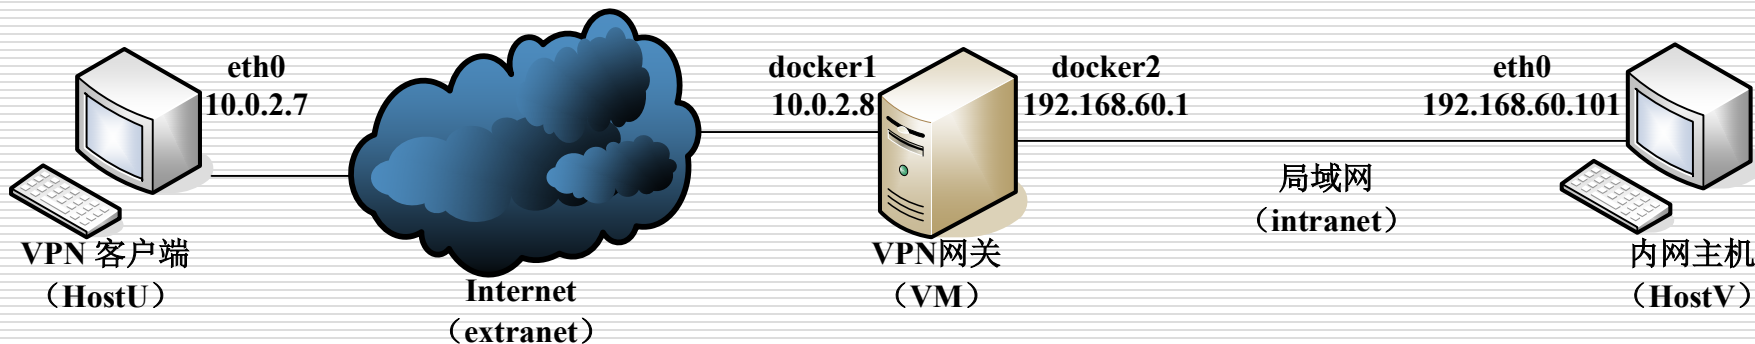 eth0
10.0.2.7
VPN 客户端
（HostU）
Internet
（extranet）
docker1
10.0.2.8
docker2
192.168.60.1
VPN网关
（VM）
局域网
（intranet）
eth0
192.168.60.101
内网主机
（HostV）